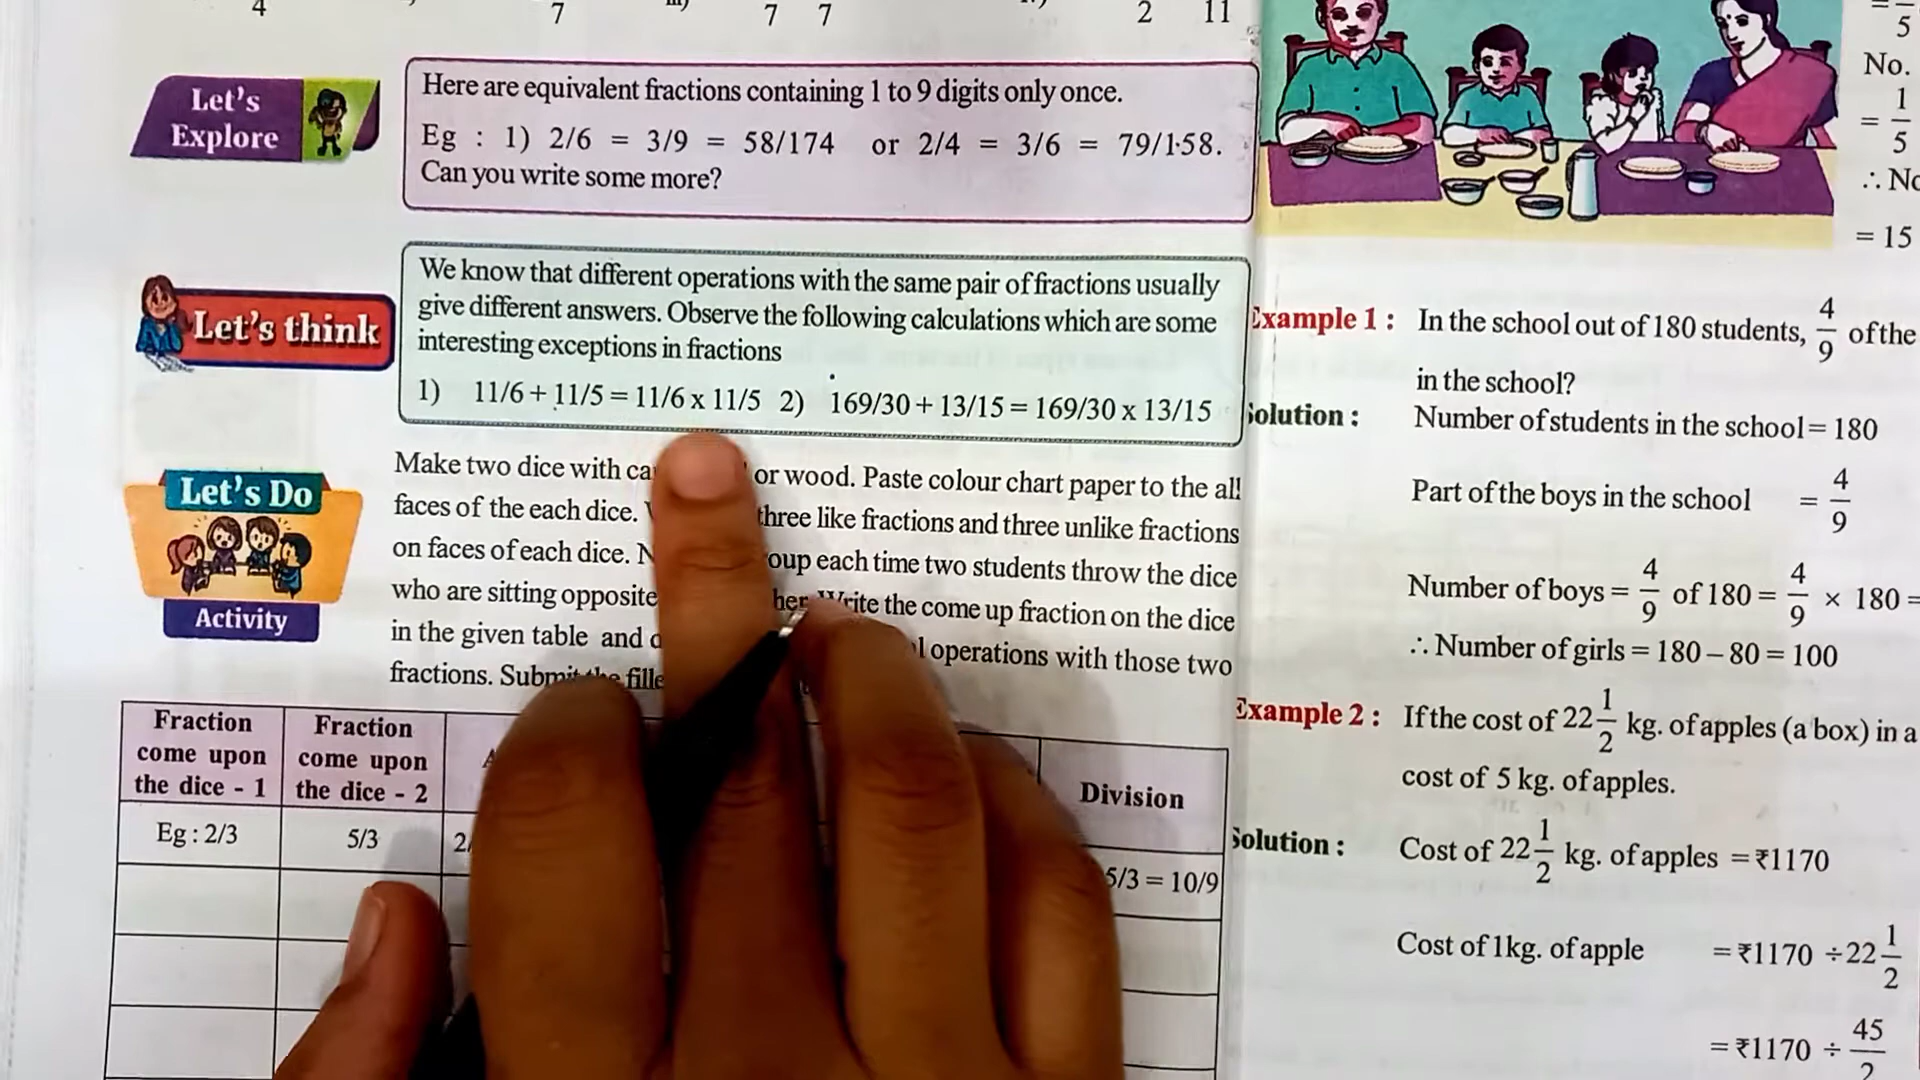 4
7
7 7
2 11
Let's
Explore
Here are equivalent fractions containing 1 to 9 digits only once.
Eg : 1) 2/6 = 3/9 = 58/174 or 2/4 = 3/6 = 79/158.
Can you write some more?
Let's think
We know that different operations with the same pair of fractions usually
give different answers. Observe the following calculations which are some
interesting exceptions in fractions
1) 11/6 + 11/5 = 11/6 x 11/5 2) 169/30 + 13/15 = 169/30 x 13/15
Let's Do
Activity
Make two dice with or wood. Paste colour chart paper to the all
faces of the each dice. three like fractions and three unlike fractions
on faces of each dice. each time two students throw the dice
who are sitting opposite Write the come up fraction on the dice
in the given table and operations with those two
fractions. Submit the
Fraction
come upon
the dice - 1
Fraction
come upon
the dice - 2
Division
Eg : 2/3
5/3
5/3 = 10/9
5
No.
= 1/5
∴
= 15
Example 1 : In the school out of 180 students, 4/9 of the
in the school?
Solution : Number of students in the school = 180
Part of the boys in the school = 4/9
Number of boys = 4/9 of 180 = 4/9 × 180 =
∴ Number of girls = 180 – 80 = 100
Example 2 : If the cost of 22 1/2 kg. of apples (a box) in a
cost of 5 kg. of apples.
Solution : Cost of 22 1/2 kg. of apples = ₹1170
Cost of 1kg. of apple = ₹1170 ÷ 22 1/2
= ₹1170 ÷ 45/2